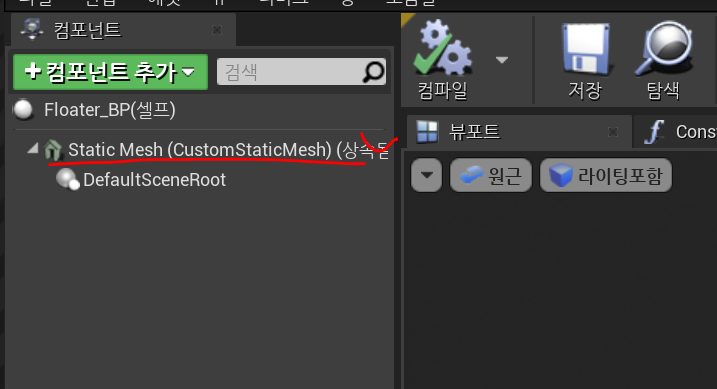 컴포넌트
+ 컴포넌트 추가
검색
Floater_BP(셀프)
Static Mesh (CustomStaticMesh) (상속됨
DefaultSceneRoot
컴파일
저장
탐색
뷰포트
Const
원근
라이팅포함